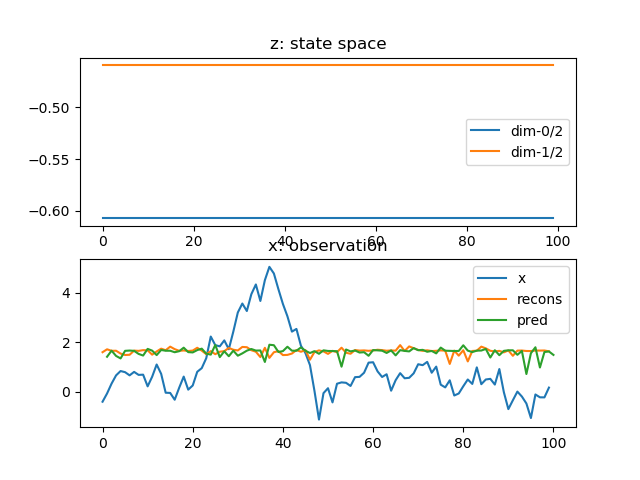 z: state space
−0.50
−0.55
−0.60
dim-0/2
dim-1/2
0 20 40 60 80 100
x: observation
4
2
0
x
recons
pred
0 20 40 60 80 100